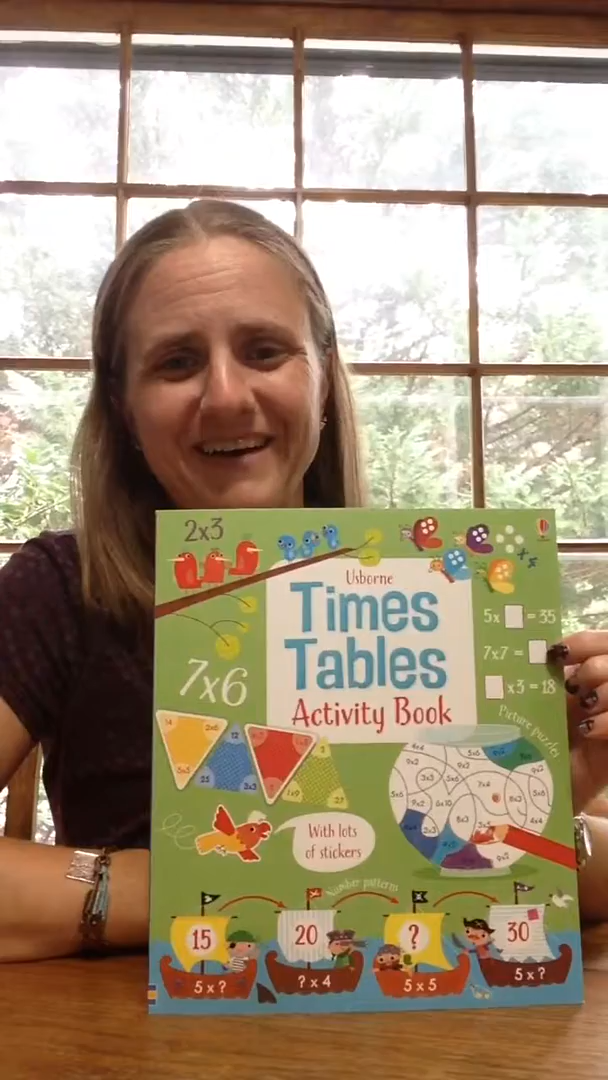 2x3
Usborne
Times
Tables
Activity Book
5x = 35
7x7 =
x3 = 18
7x6
Picture puzzles
With lots
of stickers
Number patterns
15
20
?
30
5 x ?
? x 4
5 x 5
5 x ?